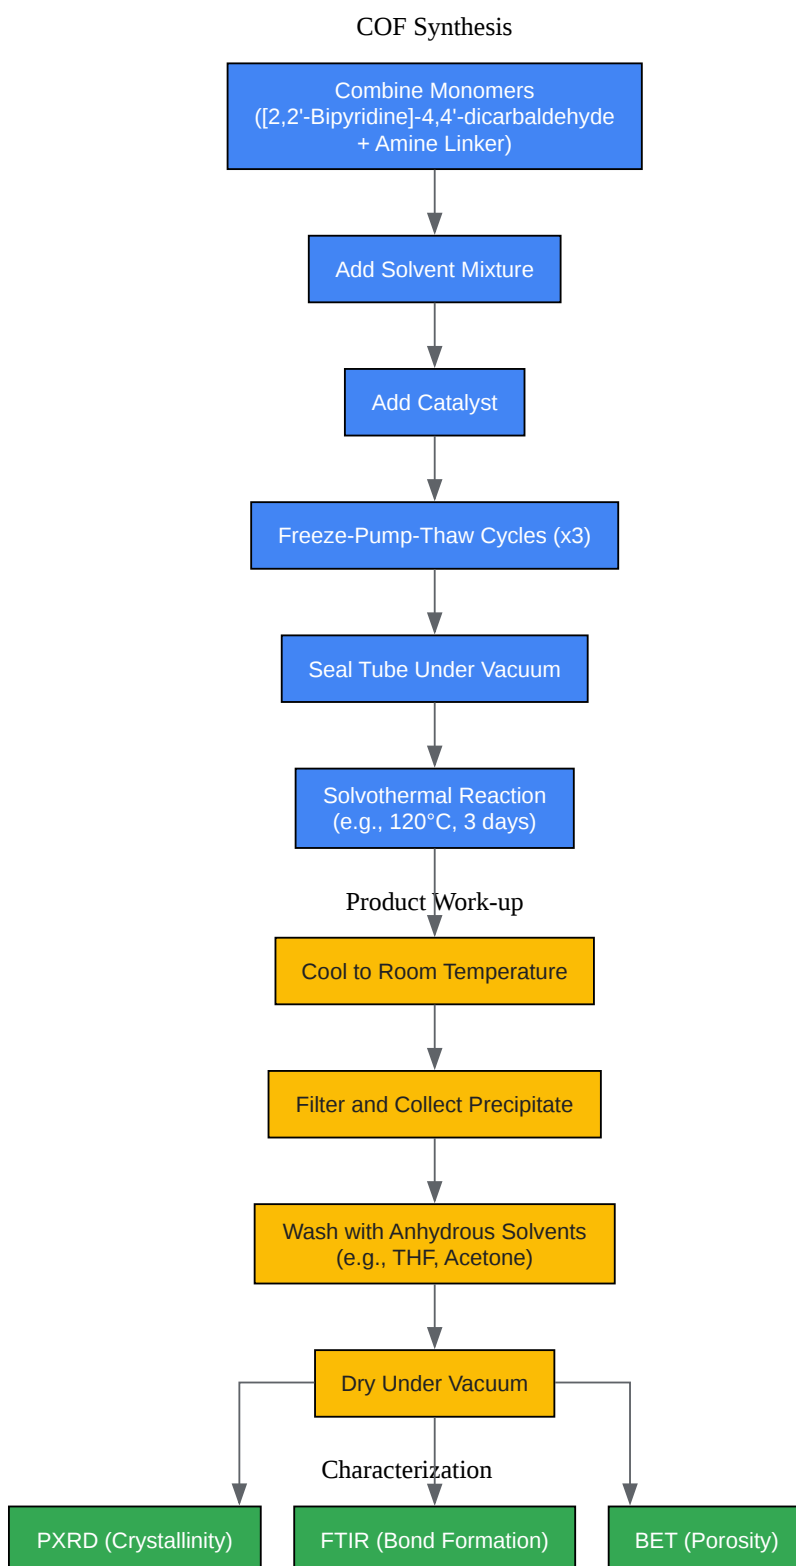 COF Synthesis
Combine Monomers
([2,2'-Bipyridine]-4,4'-dicarbaldehyde
+ Amine Linker)
Add Solvent Mixture
Add Catalyst
Freeze-Pump-Thaw Cycles (x3)
Seal Tube Under Vacuum
Solvothermal Reaction
(e.g., 120°C, 3 days)
Product Work-up
Cool to Room Temperature
Filter and Collect Precipitate
Wash with Anhydrous Solvents
(e.g., THF, Acetone)
Dry Under Vacuum
Characterization
PXRD (Crystallinity)
FTIR (Bond Formation)
BET (Porosity)